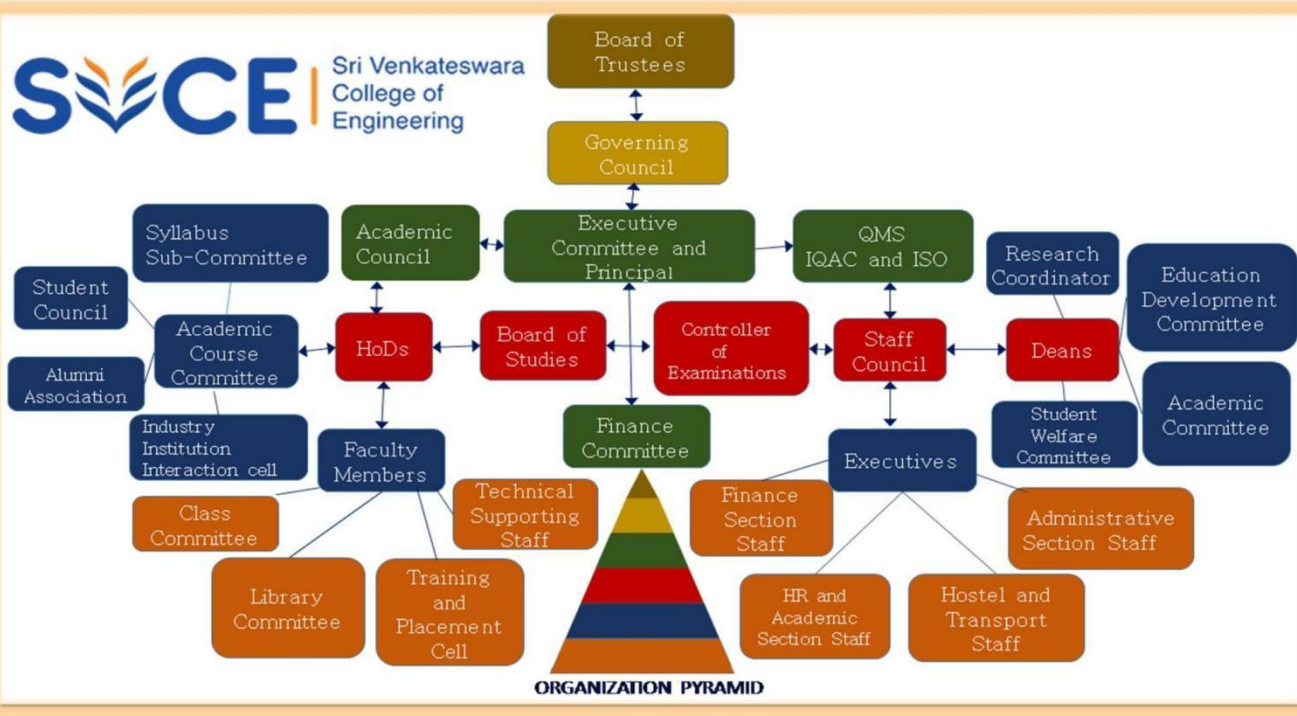 Board of
Trustees
SVCE
Sri Venkateswara
College of
Engineering
Governing
Council
Syllabus
Sub-Committee
Academic
Council
Executive
Committee and
Principal
QMS
IQAC and ISO
Research
Coordinator
Education
Development
Committee
Student
Council
Academic
Course
Committee
HoDs
Board of
Studies
Controller
of
Examinations
Staff
Council
Deans
Alumni
Association
Industry
Institution
Interaction cell
Faculty
Members
Finance
Committee
Executives
Student
Welfare
Committee
Academic
Committee
Class
Committee
Technical
Supporting
Staff
Finance
Section
Staff
Administrative
Section Staff
Library
Committee
Training
and
Placement
Cell
HR and
Academic
Section Staff
Hostel and
Transport
Staff
ORGANIZATION PYRAMID